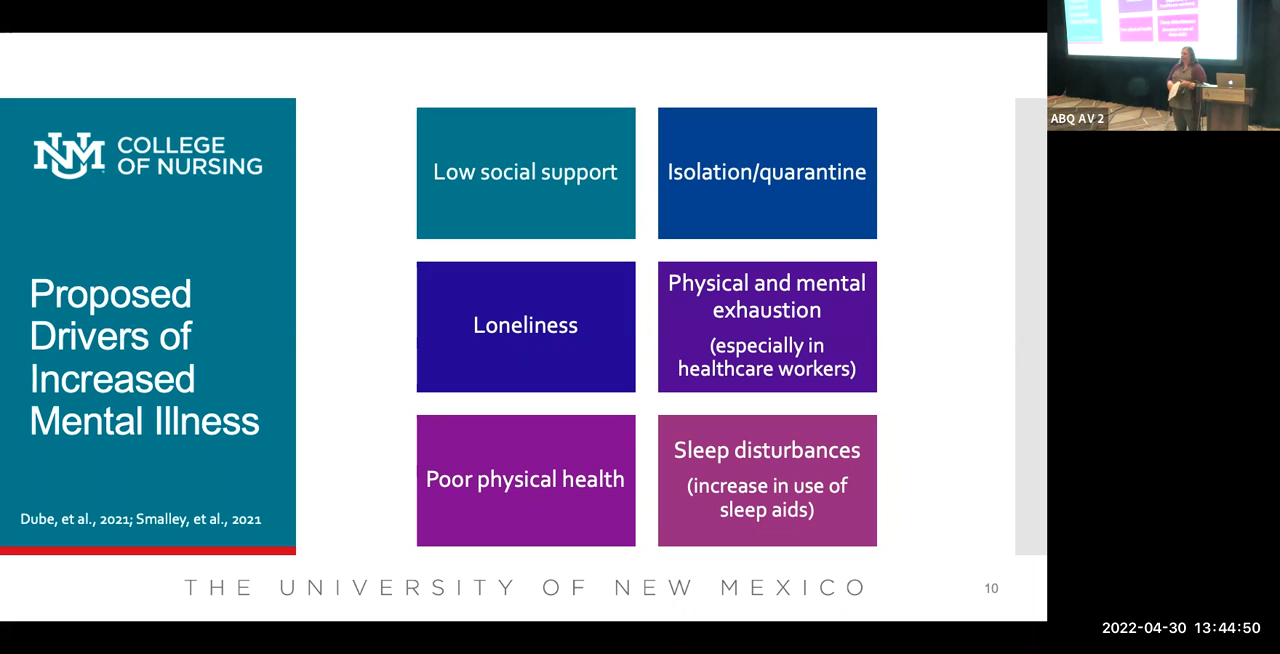 UNM COLLEGE
OF NURSING
Proposed
Drivers of
Increased
Mental Illness
Dube, et al., 2021; Smalley, et al., 2021
Low social support
Isolation/quarantine
Loneliness
Physical and mental
exhaustion
(especially in
healthcare workers)
Poor physical health
Sleep disturbances
(increase in use of
sleep aids)
THE UNIVERSITY OF NEW MEXICO
10
ABQ AV 2
2022-04-30 13:44:50